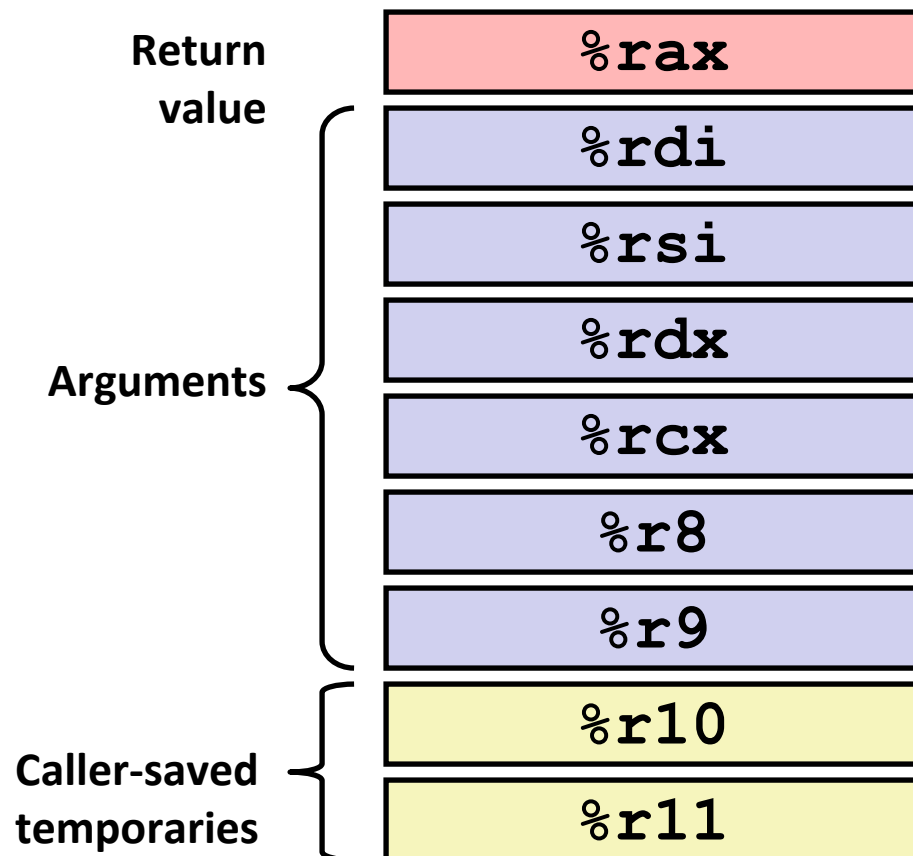 Return
value
%rax
Arguments
%rdi
%rsi
%rdx
%rcx
%r8
%r9
Caller-saved
temporaries
%r10
%r11